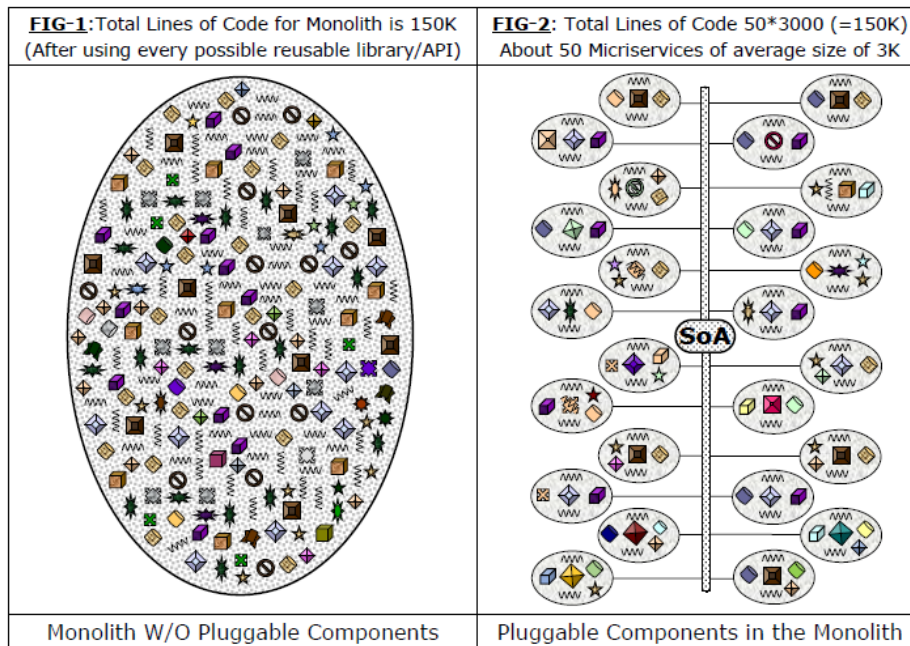 FIG-1:Total Lines of Code for Monolith is 150K
(After using every possible reusable library/API)
FIG-2: Total Lines of Code 50*3000 (=150K)
About 50 Micriservices of average size of 3K
SoA
Monolith W/O Pluggable Components
Pluggable Components in the Monolith